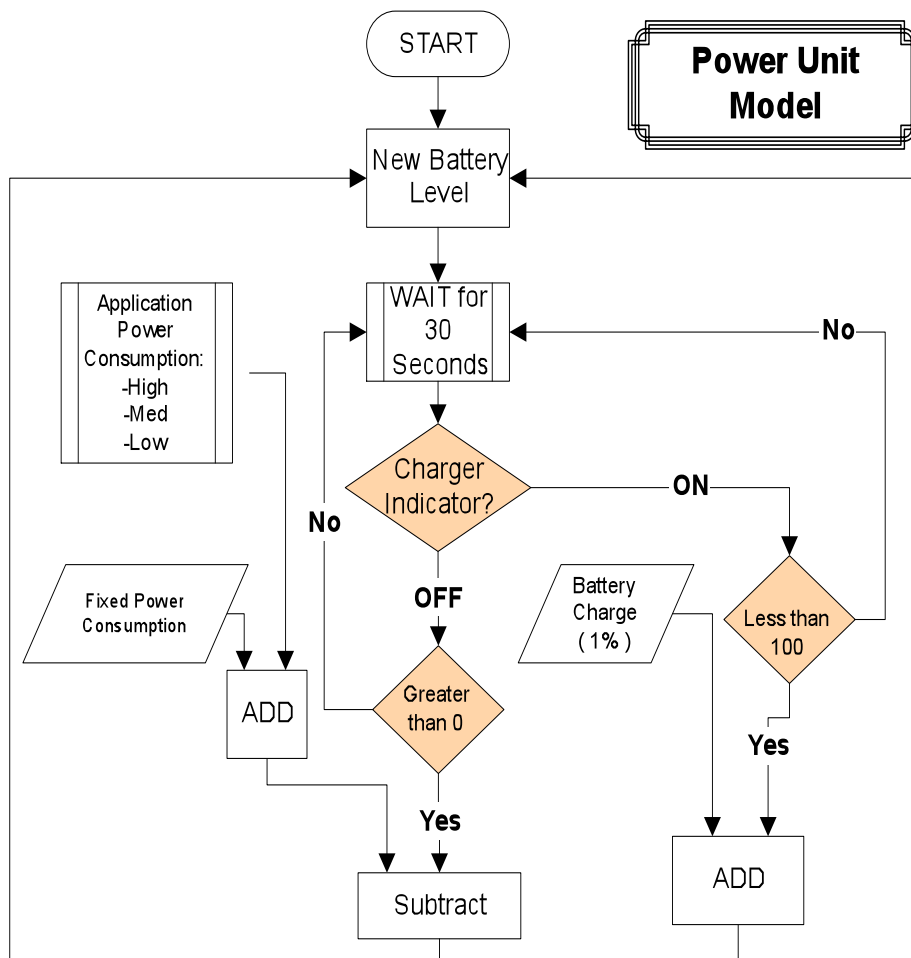 START
Power Unit
Model
New Battery
Level
WAIT for
30
Seconds
Application
Power
Consumption:
-High
-Med
-Low
No
Charger
Indicator?
ON
No
OFF
Fixed Power
Consumption
Battery
Charge
( 1% )
Less than
100
ADD
Greater
than 0
Yes
Yes
ADD
Subtract